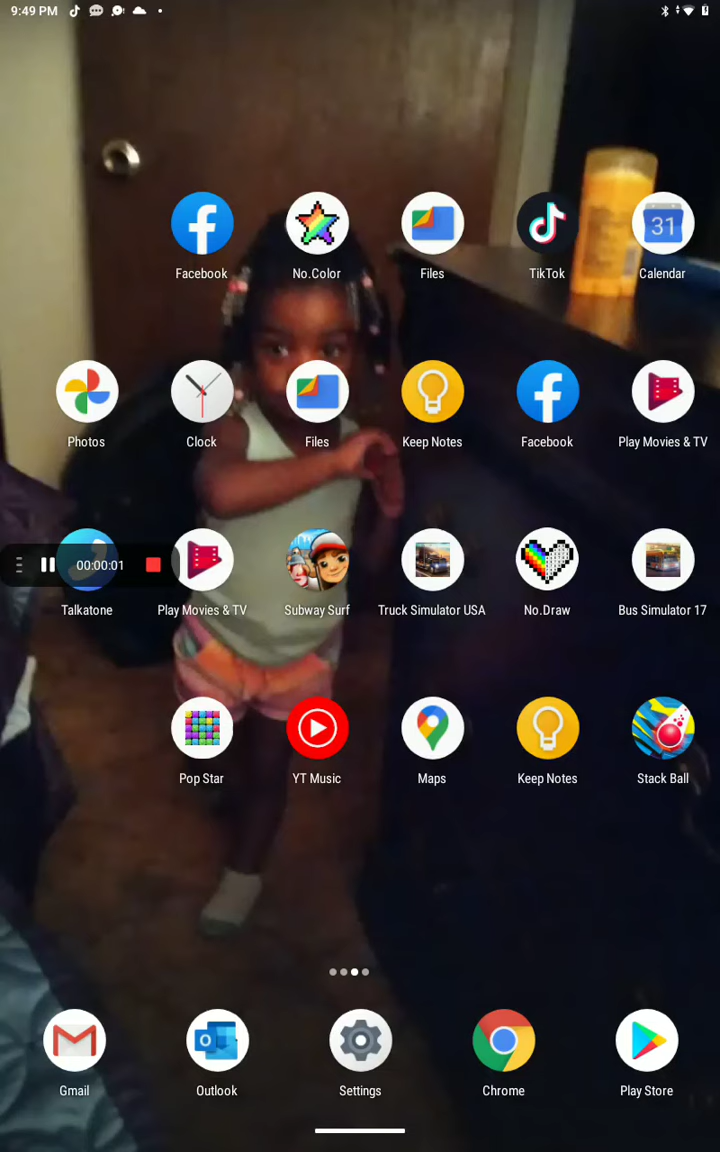 9:49 PM
Facebook
No.Color
Files
TikTok
31
Calendar
Photos
Clock
Files
Keep Notes
Facebook
Play Movies & TV
00:00:01
Talkatone
Play Movies & TV
Subway Surf
Truck Simulator USA
No.Draw
Bus Simulator 17
Pop Star
YT Music
Maps
Keep Notes
Stack Ball
Gmail
Outlook
Settings
Chrome
Play Store